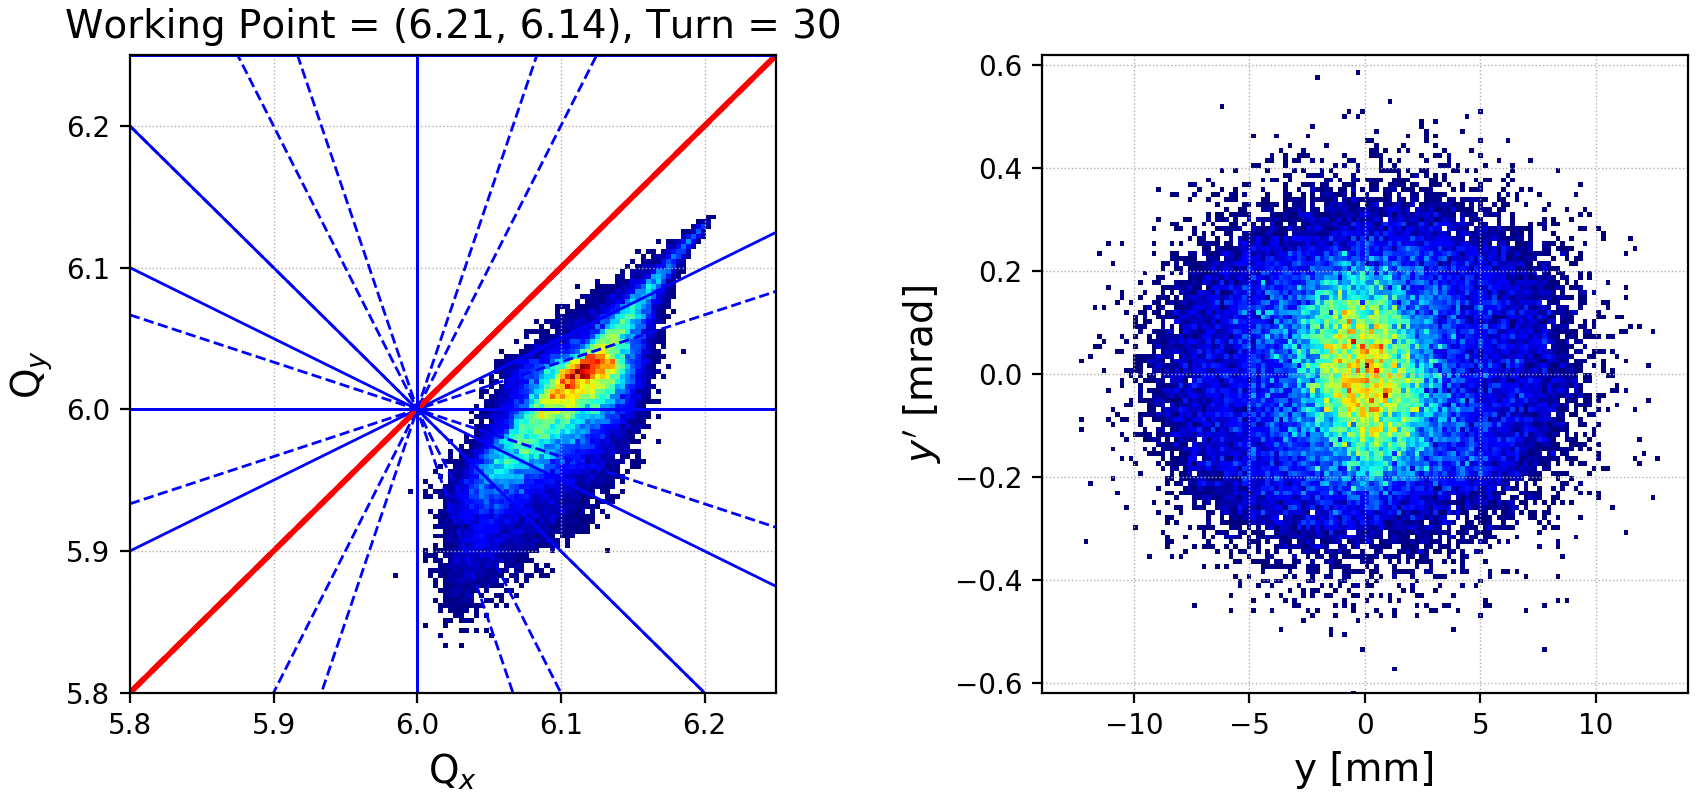 Working Point = (6.21, 6.14), Turn = 30
6.2
6.1
6.0
5.9
5.8
Q_y
5.8 5.9 6.0 6.1 6.2
Q_x
0.6
0.4
0.2
0.0
−0.2
−0.4
−0.6
y′ [mrad]
−10 −5 0 5 10
y [mm]